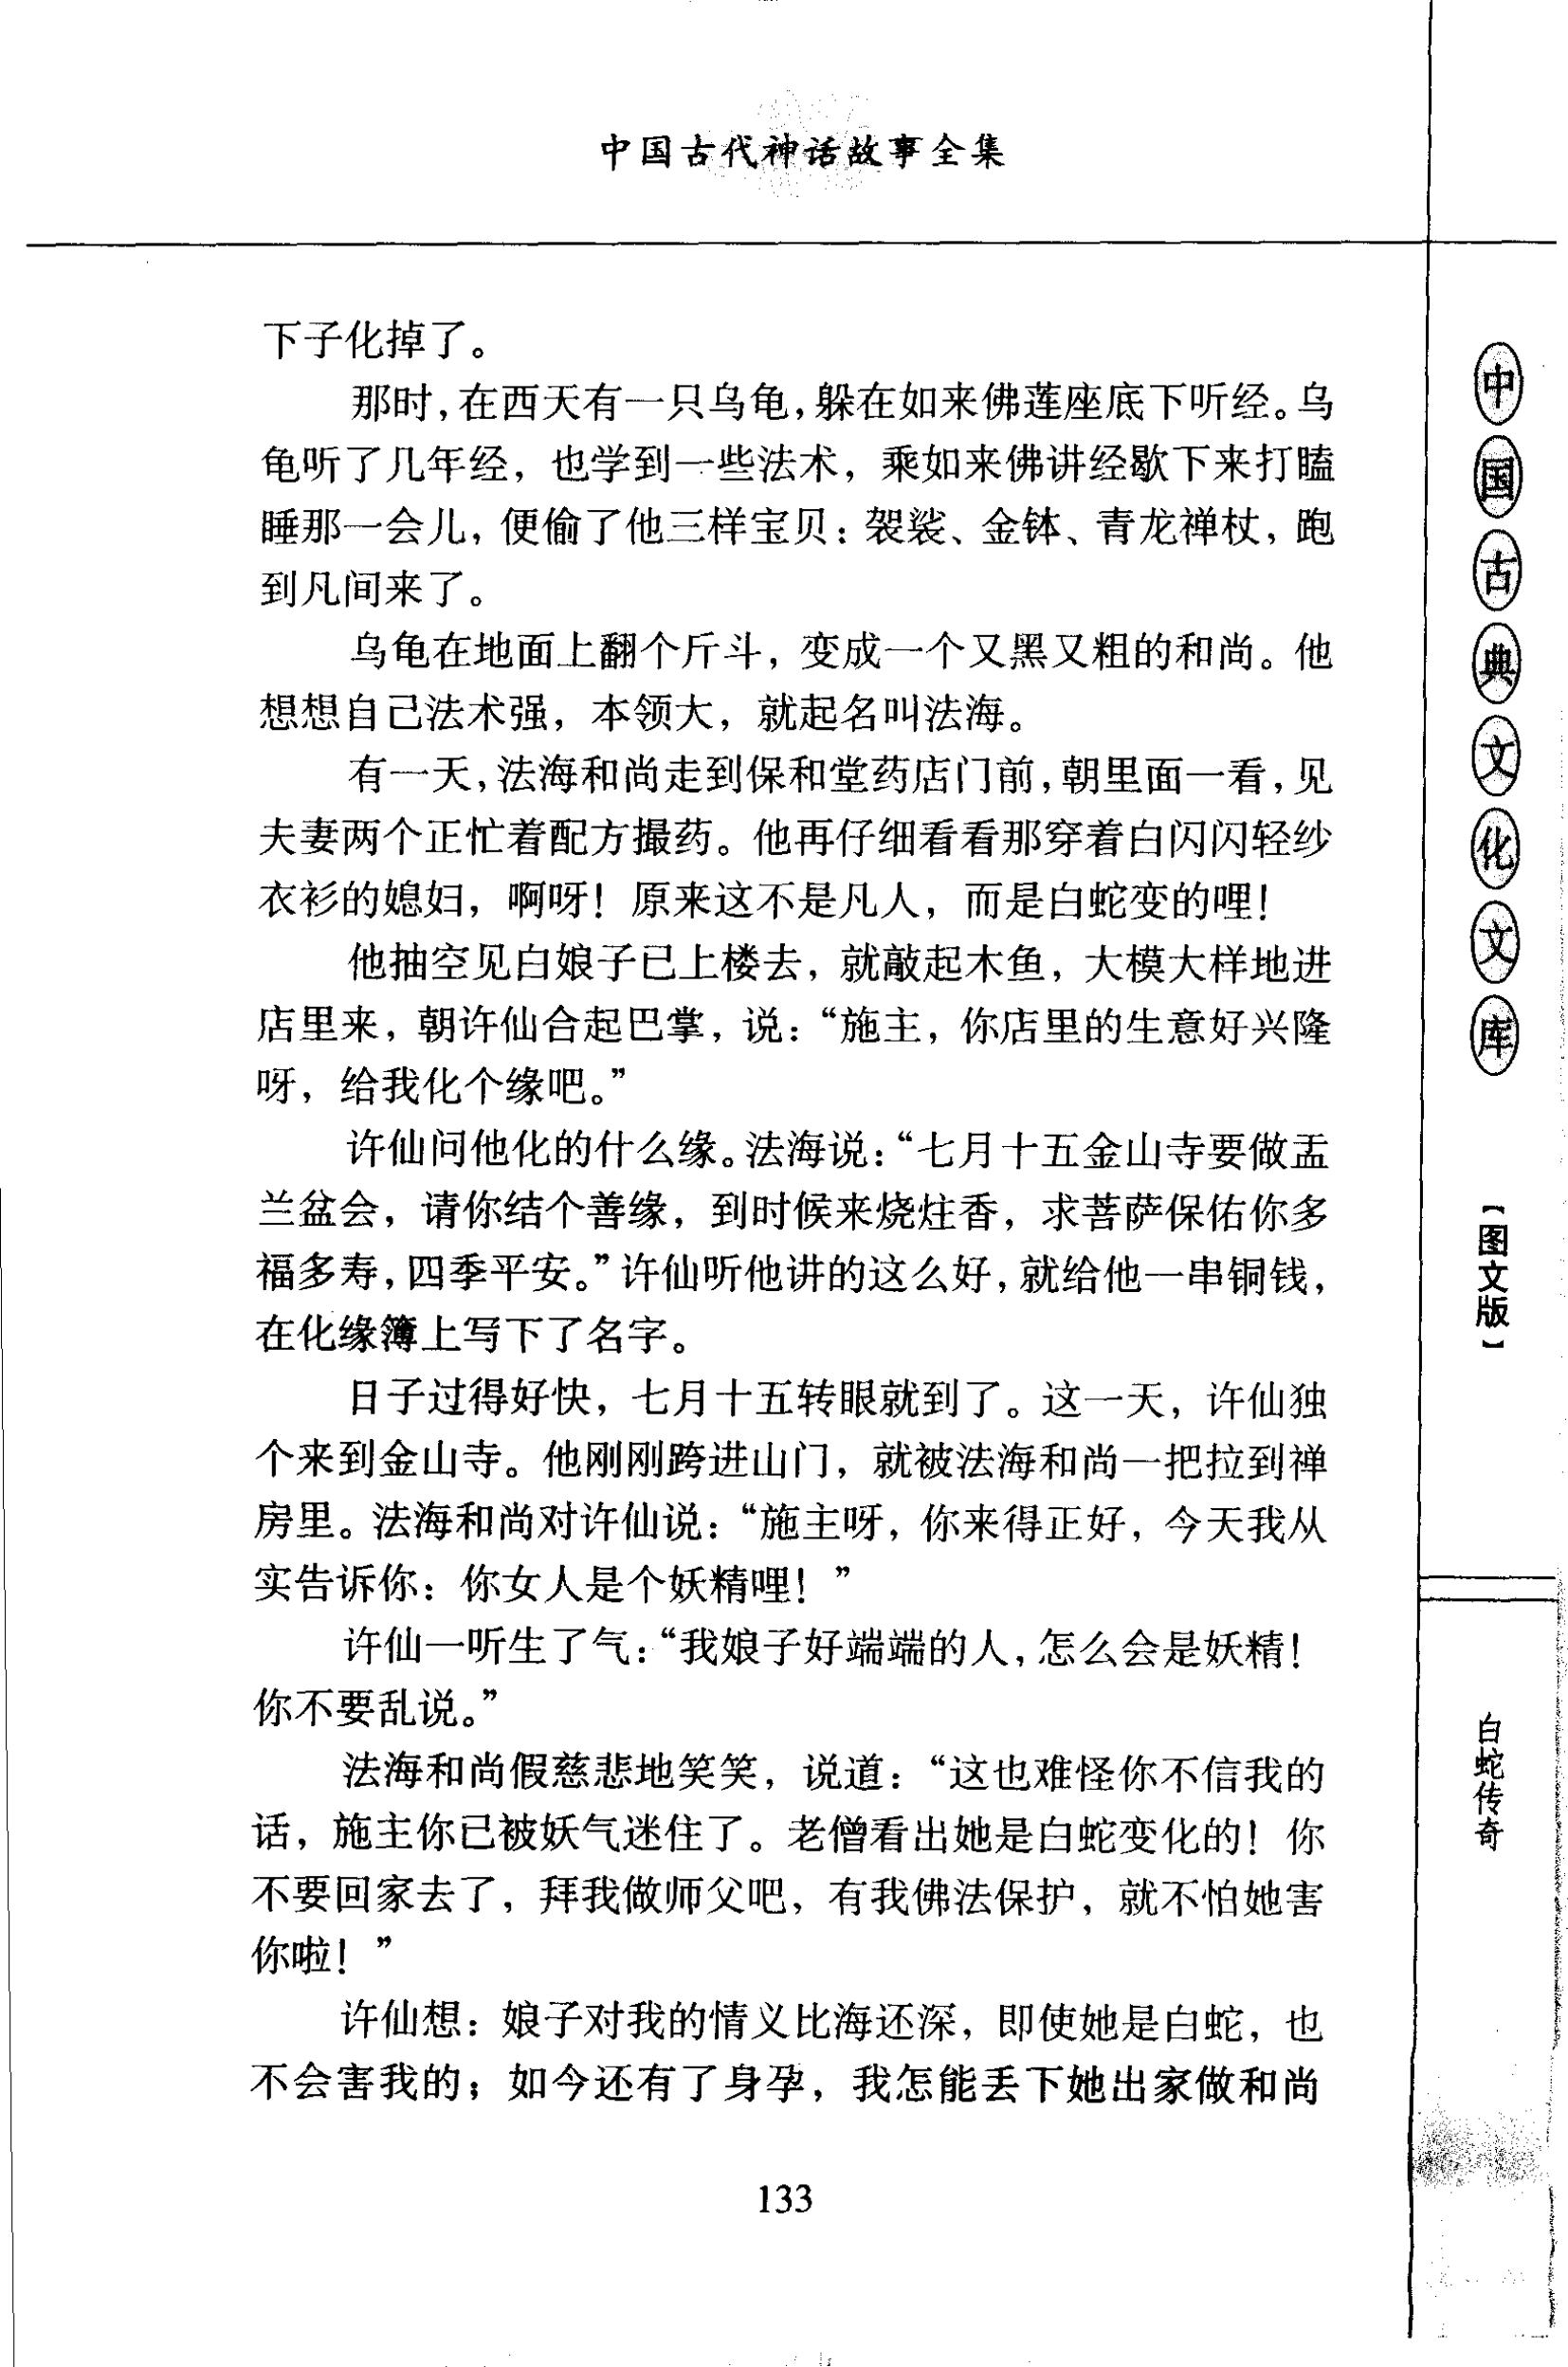 中国古代神话故事全集
下子化掉了。
那时，在西天有一只乌龟，躲在如来佛莲座底下听经。乌
龟听了几年经，也学到一些法术，乘如来佛讲经歇下来打瞌
睡那一会儿，便偷了他三样宝贝：袈裟、金钵、青龙禅杖，跑
到凡间来了。
乌龟在地面上翻个斤斗，变成一个又黑又粗的和尚。他
想想自己法术强，本领大，就起名叫法海。
有一天，法海和尚走到保和堂药店门前，朝里面一看，见
夫妻两个正忙着配方撮药。他再仔细看看那穿着白闪闪轻纱
衣衫的媳妇，啊呀！原来这不是凡人，而是白蛇变的哩！
他抽空见白娘子已上楼去，就敲起木鱼，大模大样地进
店里来，朝许仙合起巴掌，说：“施主，你店里的生意好兴隆
呀，给我化个缘吧。”
许仙问他化的什么缘。法海说：“七月十五金山寺要做盂
兰盆会，请你结个善缘，到时候来烧炷香，求菩萨保佑你多
福多寿，四季平安。”许仙听他讲的这么好，就给他一串铜钱，
在化缘簿上写下了名字。
日子过得好快，七月十五转眼就到了。这一天，许仙独
个来到金山寺。他刚刚跨进山门，就被法海和尚一把拉到禅
房里。法海和尚对许仙说：“施主呀，你来得正好，今天我从
实告诉你：你女人是个妖精哩！”
许仙一听生了气：“我娘子好端端的人，怎么会是妖精！
你不要乱说。”
法海和尚假慈悲地笑笑，说道：“这也难怪你不信我的
话，施主你已被妖气迷住了。老僧看出她是白蛇变化的！你
不要回家去了，拜我做师父吧，有我佛法保护，就不怕她害
你啦！”
许仙想：娘子对我的情义比海还深，即使她是白蛇，也
不会害我的；如今还有了身孕，我怎能丢下她出家做和尚
133
中国古典文化文库
【图文版】
白蛇传奇